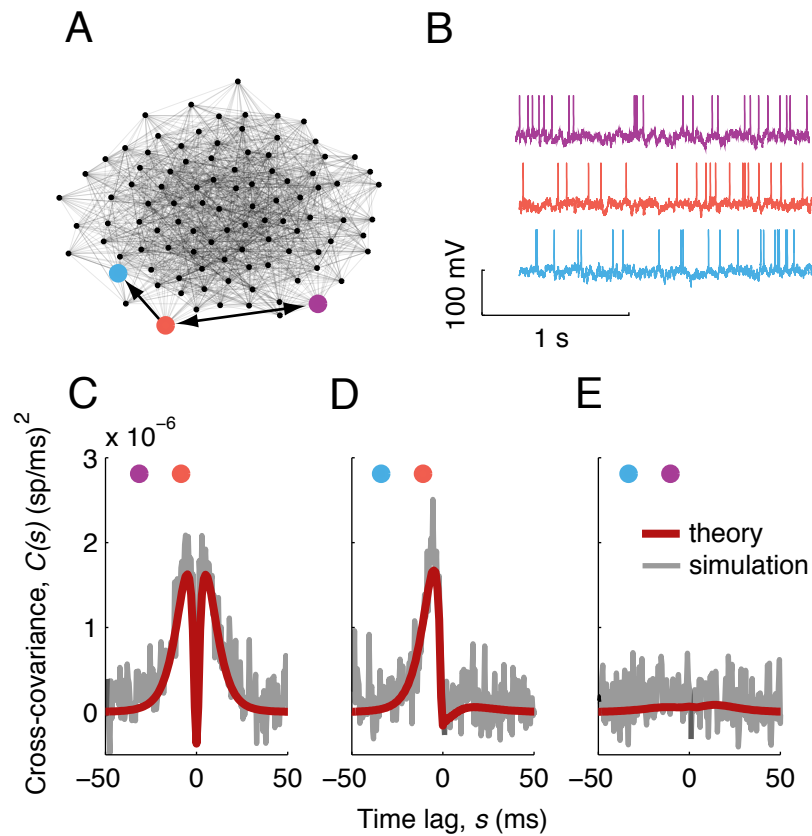 A
B
100 mV
1 s
C
D
E
x 10⁻⁶
Cross-covariance, C(s) (sp/ms)²
3
2
1
0
theory
simulation
−50 0 50
−50 0 50
−50 0 50
Time lag, s (ms)